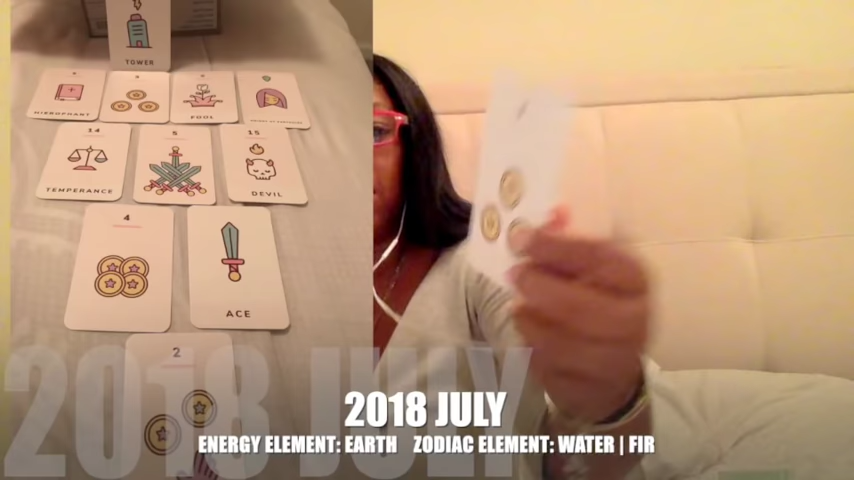 TOWER
HIEROPHANT
3
FOOL
14
TEMPERANCE
5
15
DEVIL
4
ACE
2
2018 JULY
2018 JULY
ENERGY ELEMENT: EARTH ZODIAC ELEMENT: WATER | FIR